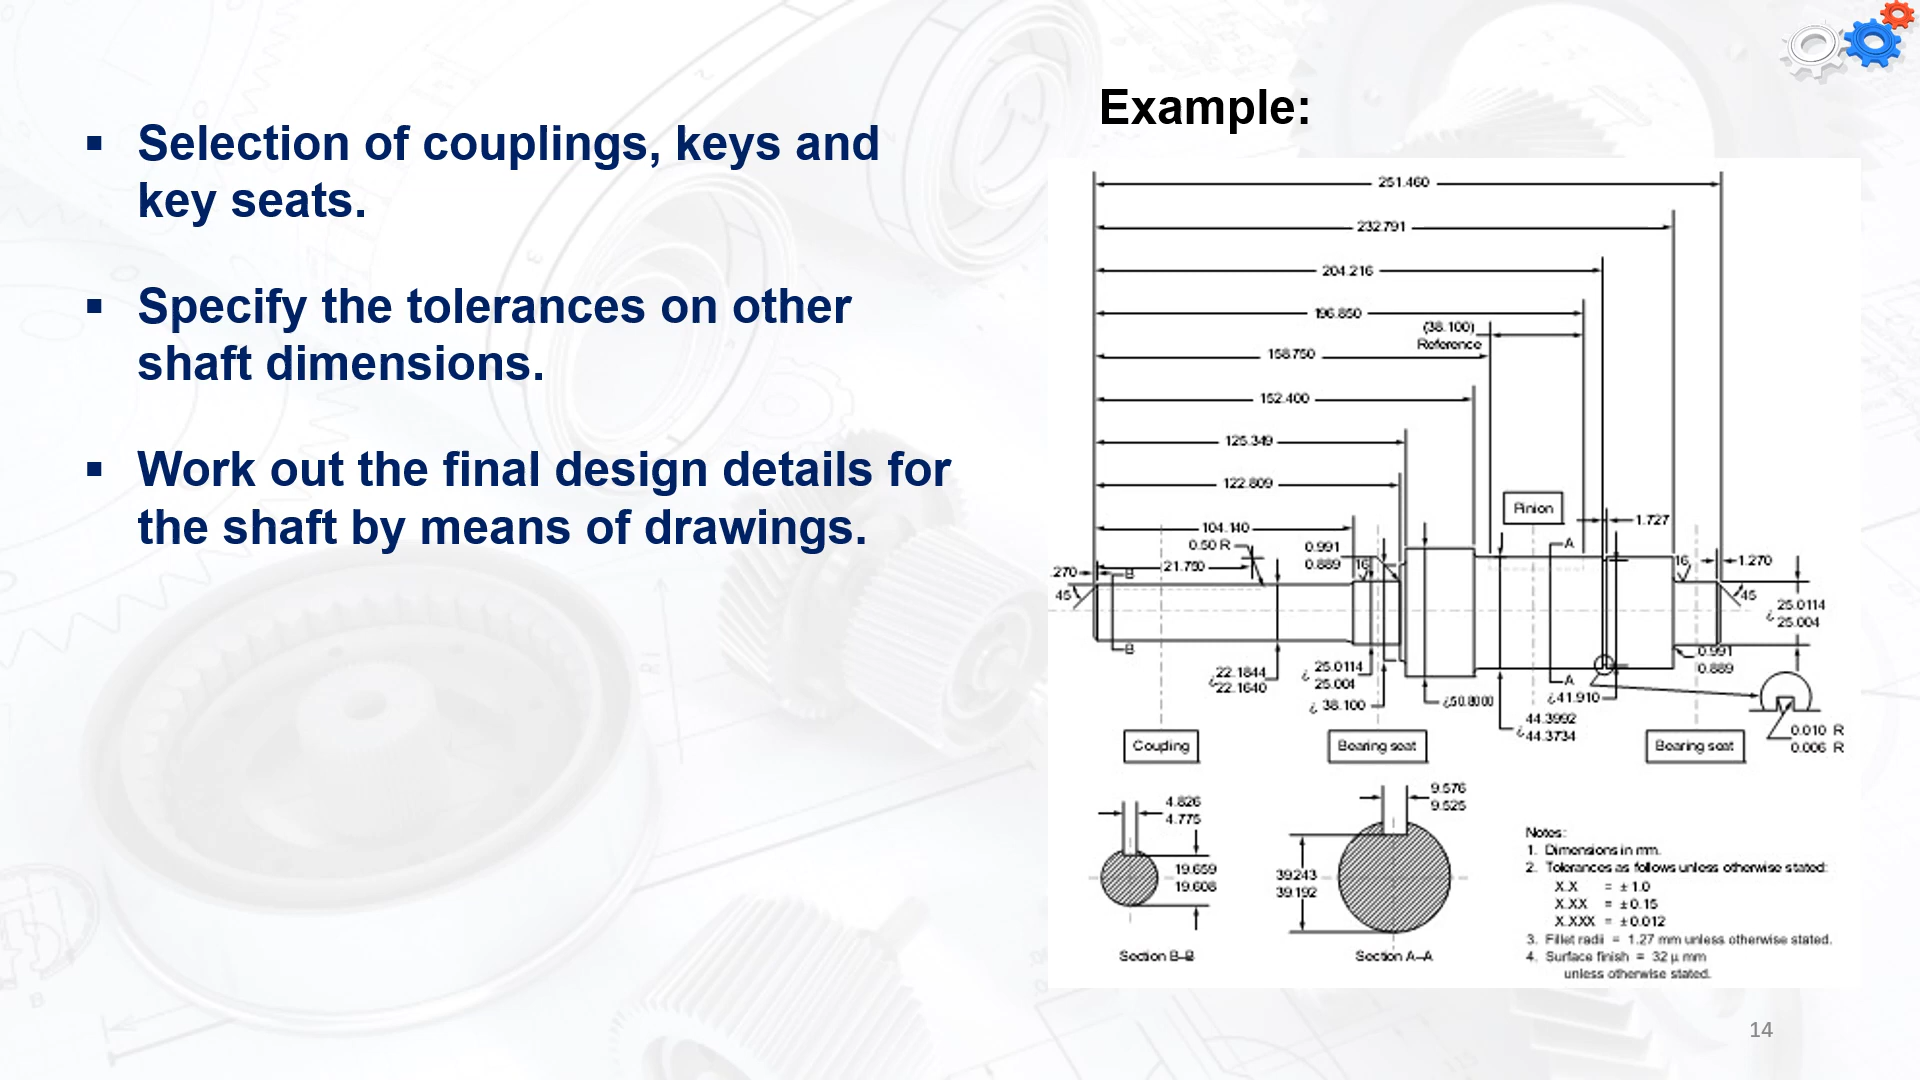 ▪ Selection of couplings, keys and
key seats.
▪ Specify the tolerances on other
shaft dimensions.
▪ Work out the final design details for
the shaft by means of drawings.
Example:
251.460
232.791
204.216
196.850
(38.100)
Reference
158.750
152.400
125.349
122.809
Pinion
104.140
1.727
A
0.50 R
0.991
0.889
16
21.750
.270
B
45
16
1.270
45
¿ 25.0114
25.004
B
0.991
0.889
¿22.1844
22.1640
¿ 25.0114
25.004
¿ 38.100
¿50.8000
A
¿41.910
¿44.3992
44.3734
0.010 R
0.006 R
Coupling
Bearing seat
Bearing seat
4.826
4.775
9.576
9.525
19.659
19.608
39.243
39.192
Section B–B
Section A–A
Notes:
1. Dimensions in mm.
2. Tolerances as follows unless otherwise stated:
X.X = ± 1.0
X.XX = ± 0.15
X.XXX = ± 0.012
3. Fillet radii = 1.27 mm unless otherwise stated.
4. Surface finish = 32 μ mm
unless otherwise stated.
14